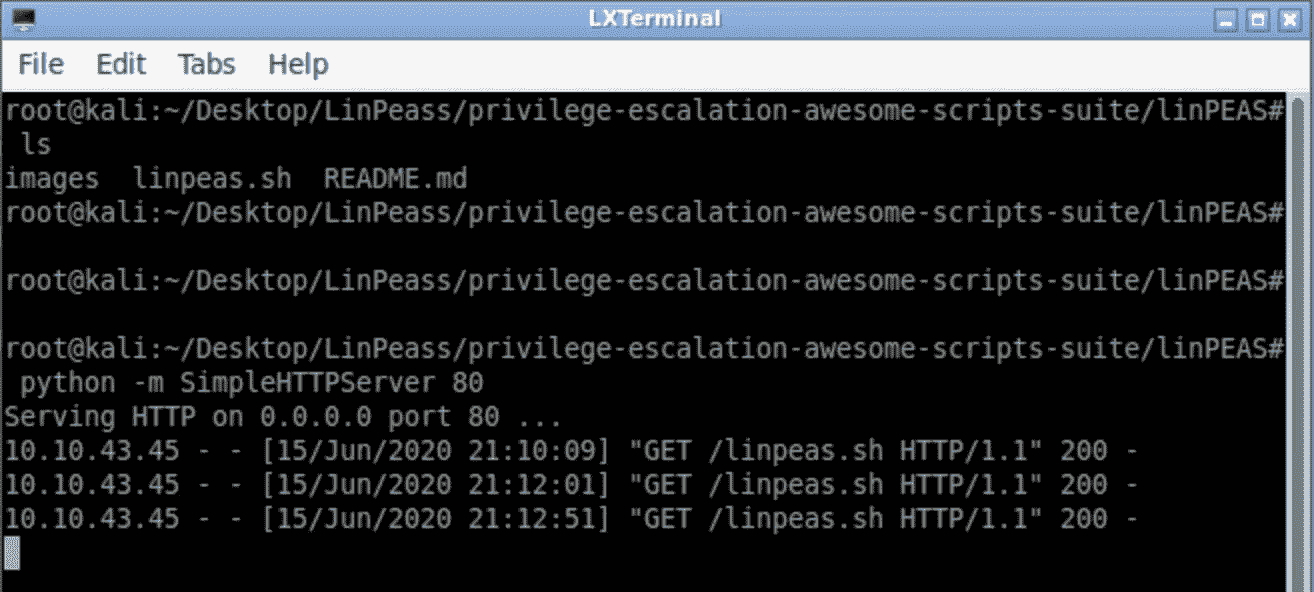 LXTerminal
File Edit Tabs Help
root@kali:~/Desktop/LinPeass/privilege-escalation-awesome-scripts-suite/linPEAS#
ls
images linpeas.sh README.md
root@kali:~/Desktop/LinPeass/privilege-escalation-awesome-scripts-suite/linPEAS#
root@kali:~/Desktop/LinPeass/privilege-escalation-awesome-scripts-suite/linPEAS#
root@kali:~/Desktop/LinPeass/privilege-escalation-awesome-scripts-suite/linPEAS#
python -m SimpleHTTPServer 80
Serving HTTP on 0.0.0.0 port 80 ...
10.10.43.45 - - [15/Jun/2020 21:10:09] "GET /linpeas.sh HTTP/1.1" 200 -
10.10.43.45 - - [15/Jun/2020 21:12:01] "GET /linpeas.sh HTTP/1.1" 200 -
10.10.43.45 - - [15/Jun/2020 21:12:51] "GET /linpeas.sh HTTP/1.1" 200 -